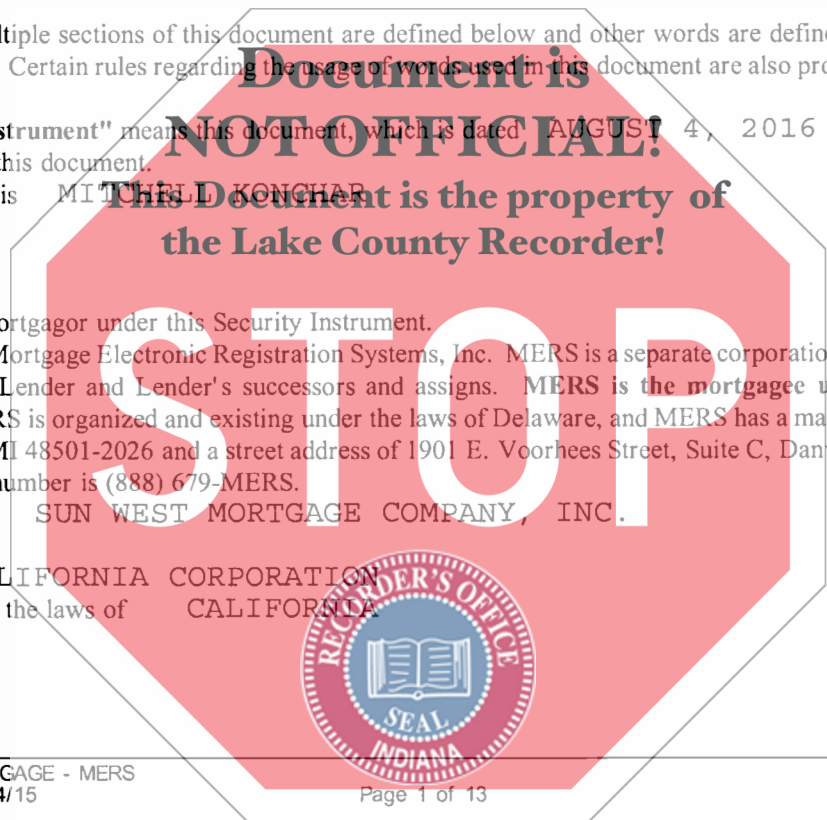 ltiple sections of this document are defined below and other words are define
Certain rules regarding the usage of words used in this document are also pro
Document is
strument" means this document, which is dated AUGUST 4, 2016
NOT OFFICIAL!
his document.
is MITCHELL KONCHAR
This Document is the property of
the Lake County Recorder!
ortgagor under this Security Instrument.
Mortgage Electronic Registration Systems, Inc. MERS is a separate corporatio
Lender and Lender's successors and assigns. MERS is the mortgagee u
RS is organized and existing under the laws of Delaware, and MERS has a ma
MI 48501-2026 and a street address of 1901 E. Voorhees Street, Suite C, Dan
number is (888) 679-MERS.
STOP
SUN WEST MORTGAGE COMPANY, INC.
LIFORNIA CORPORATION
the laws of CALIFORNIA
RECORDER'S OFFICE
SEAL
INDIANA
GAGE - MERS
4/15
Page 1 of 13